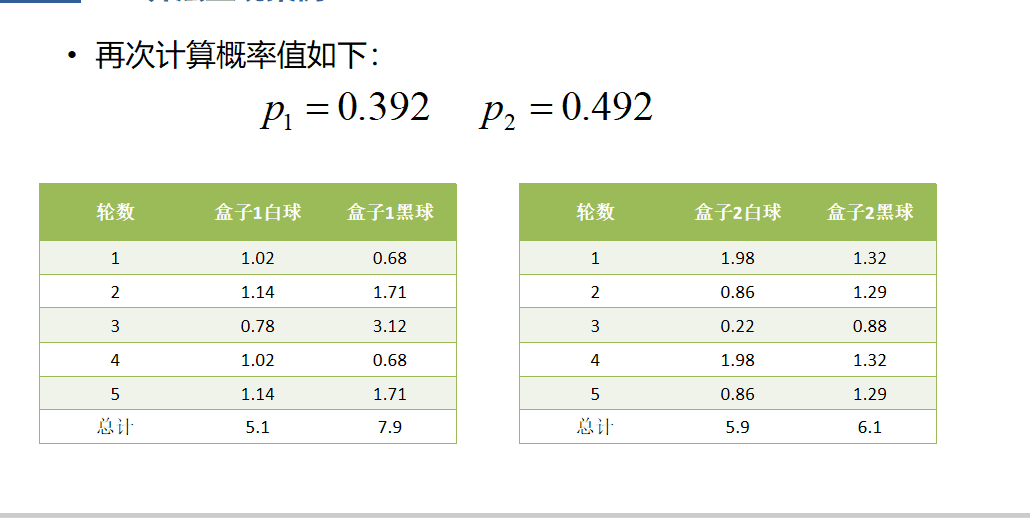 • 再次计算概率值如下：
p₁ = 0.392 p₂ = 0.492
轮数 盒子1白球 盒子1黑球
1 1.02 0.68
2 1.14 1.71
3 0.78 3.12
4 1.02 0.68
5 1.14 1.71
总计 5.1 7.9
轮数 盒子2白球 盒子2黑球
1 1.98 1.32
2 0.86 1.29
3 0.22 0.88
4 1.98 1.32
5 0.86 1.29
总计 5.9 6.1